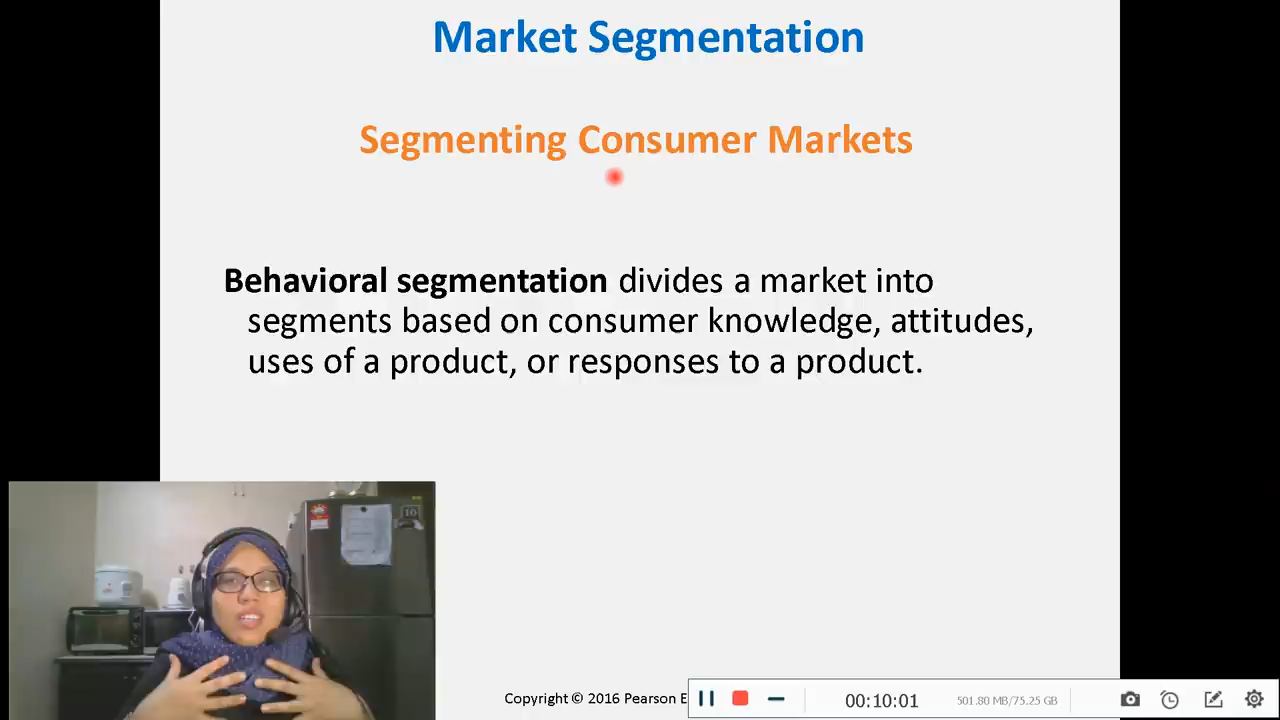 Market Segmentation
Segmenting Consumer Markets
Behavioral segmentation divides a market into
segments based on consumer knowledge, attitudes,
uses of a product, or responses to a product.
10
Copyright © 2016 Pearson E
00:10:01
501.80 MB/75.25 GB